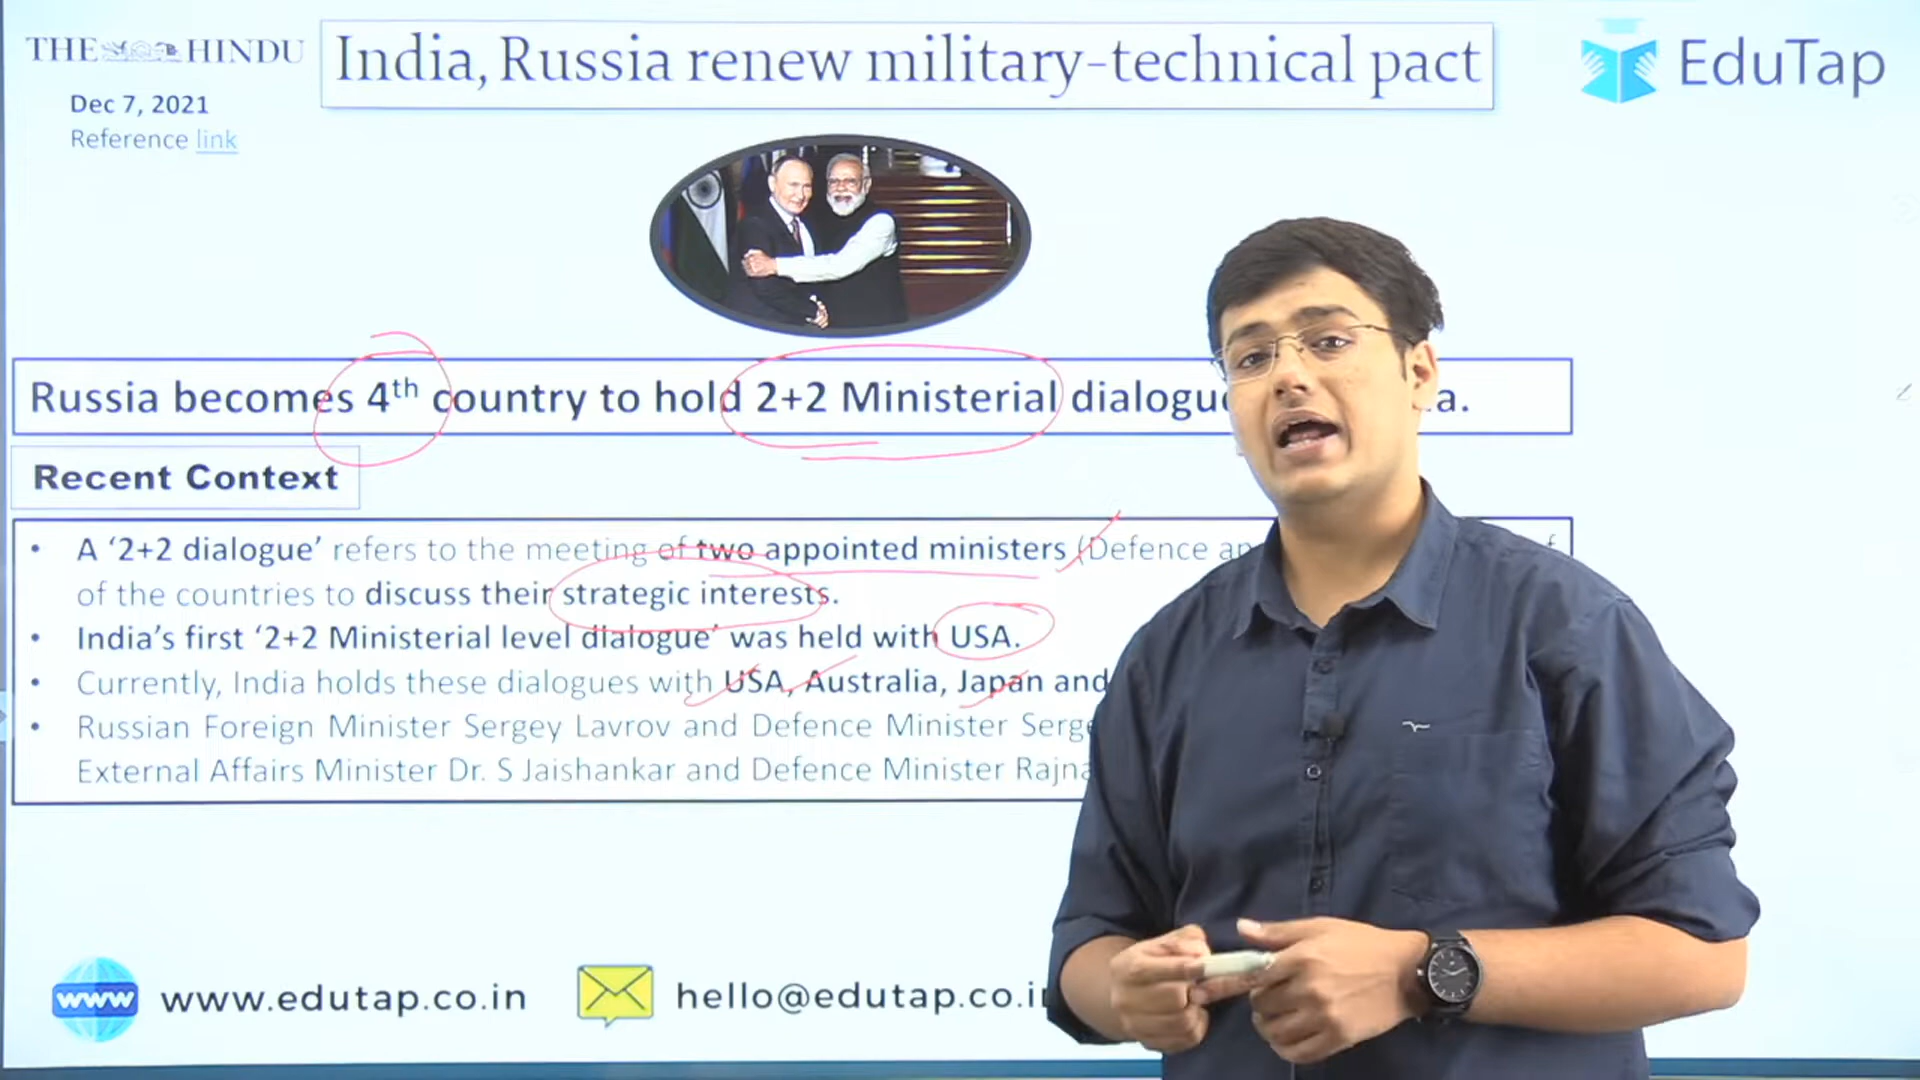 THE HINDU
India, Russia renew military-technical pact
EduTap
Dec 7, 2021
Reference link
Russia becomes 4th country to hold 2+2 Ministerial dialogu a.
Recent Context
• A ‘2+2 dialogue’ refers to the meeting of two appointed ministers (Defence an f
of the countries to discuss their strategic interests.
• India’s first ‘2+2 Ministerial level dialogue’ was held with USA.
• Currently, India holds these dialogues with USA, Australia, Japan and
• Russian Foreign Minister Sergey Lavrov and Defence Minister Serge
External Affairs Minister Dr. S Jaishankar and Defence Minister Rajna
www www.edutap.co.in
hello@edutap.co.i